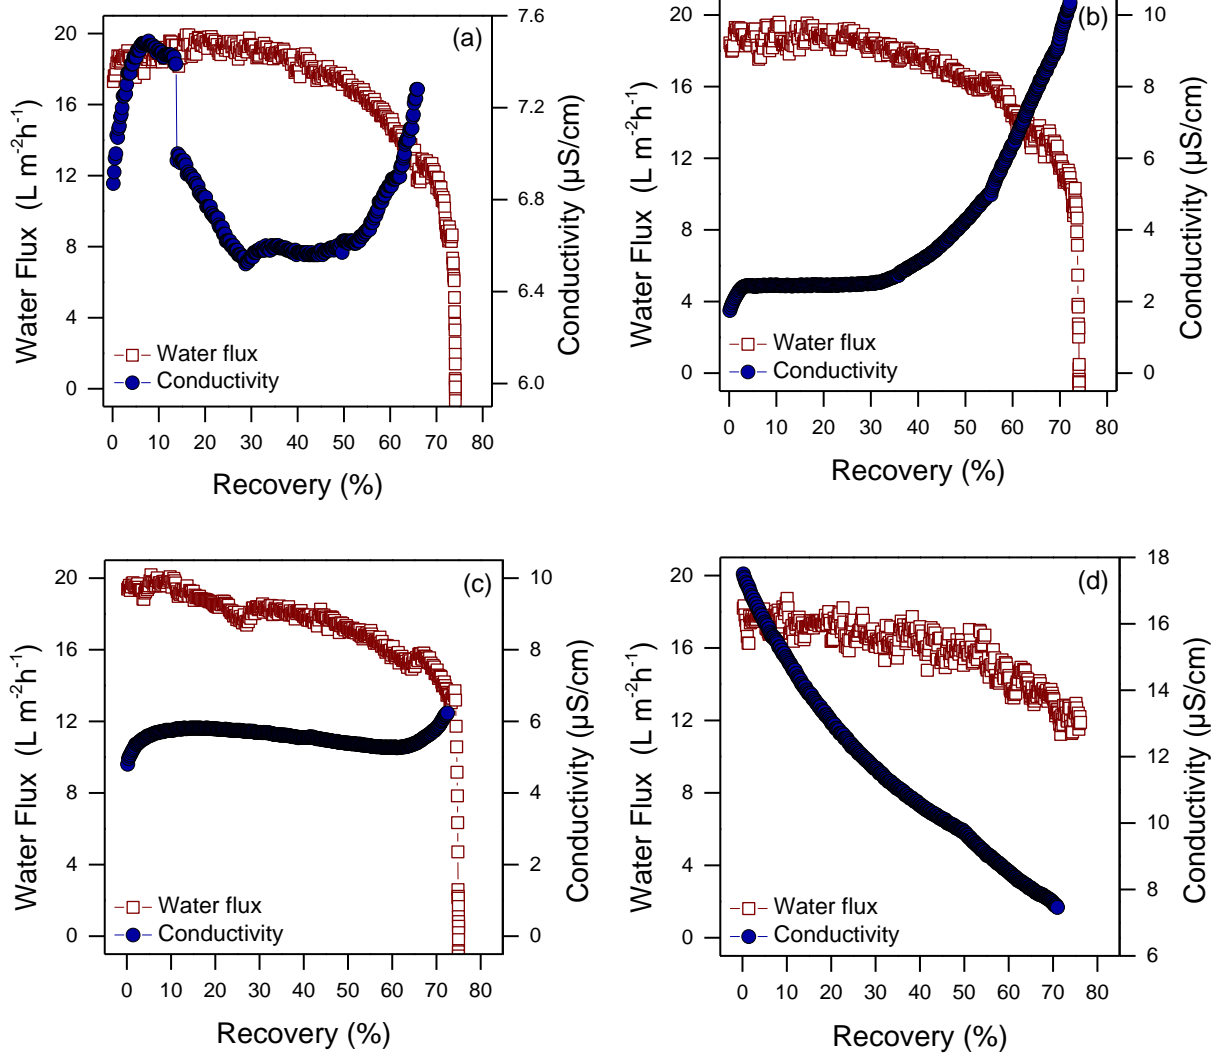 (a)
20
16
12
8
4
0
Water Flux (L m⁻²h⁻¹)
7.6
7.2
6.8
6.4
6.0
Conductivity (µS/cm)
Water flux
Conductivity
0 10 20 30 40 50 60 70 80
Recovery (%)
(b)
20
16
12
8
4
0
Water Flux (L m⁻²h⁻¹)
10
8
6
4
2
0
Conductivity (µS/cm)
Water flux
Conductivity
0 10 20 30 40 50 60 70 80
Recovery (%)
(c)
20
16
12
8
4
0
Water Flux (L m⁻²h⁻¹)
10
8
6
4
2
0
Conductivity (µS/cm)
Water flux
Conductivity
0 10 20 30 40 50 60 70 80
Recovery (%)
(d)
20
16
12
8
4
0
Water Flux (L m⁻²h⁻¹)
18
16
14
12
10
8
6
Conductivity (µS/cm)
Water flux
Conductivity
0 10 20 30 40 50 60 70 80
Recovery (%)